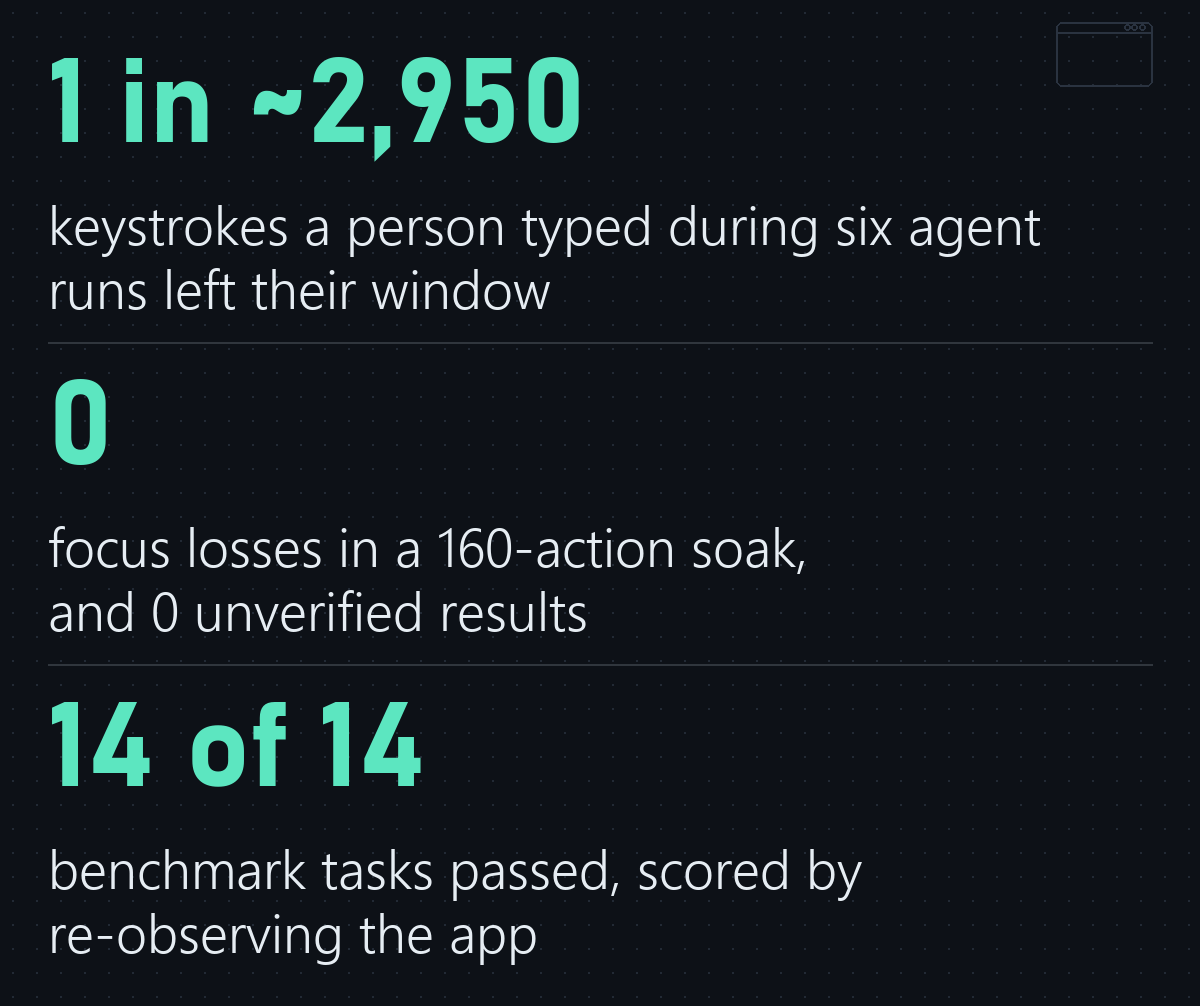 1 in ~2,950
keystrokes a person typed during six agent
runs left their window
0
focus losses in a 160-action soak,
and 0 unverified results
14 of 14
benchmark tasks passed, scored by
re-observing the app